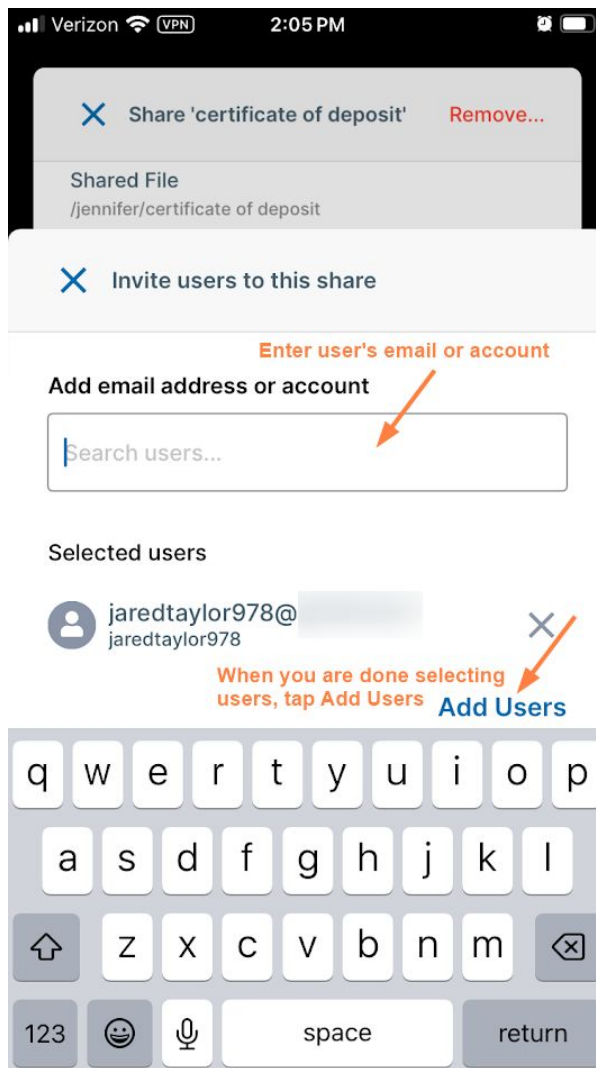 Verizon VPN 2:05 PM
Share 'certificate of deposit' Remove...
Shared File
/jennifer/certificate of deposit
Invite users to this share
Enter user's email or account
Add email address or account
Search users...
Selected users
jaredtaylor978@
jaredtaylor978
When you are done selecting
users, tap Add Users
Add Users
q w e r t y u i o p
a s d f g h j k l
z x c v b n m
123 space return